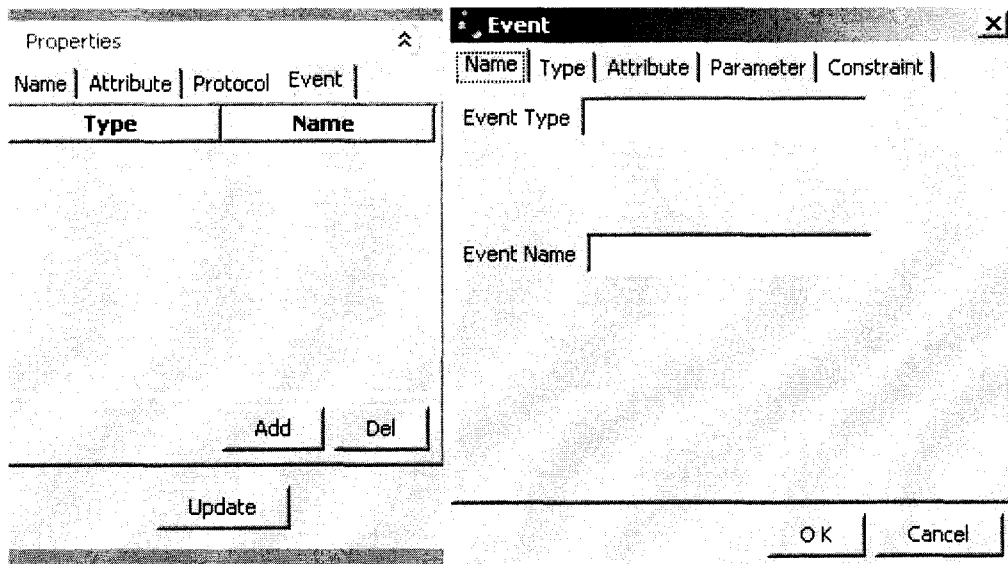 Properties
Name Attribute Protocol Event
Type Name
Add Del
Update
Event
Name Type Attribute Parameter Constraint
Event Type
Event Name
OK Cancel